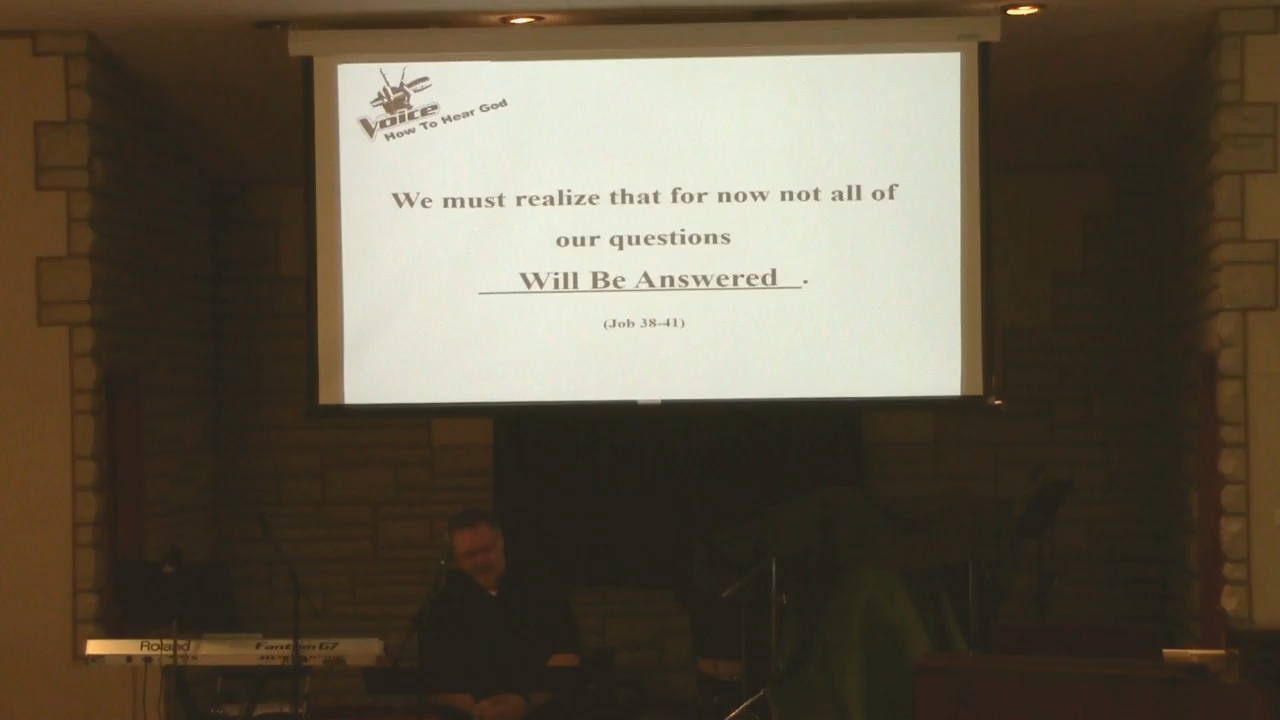 Voice
How To Hear God
We must realize that for now not all of
our questions
Will Be Answered .
(Job 38-41)
Roland Fantom G7